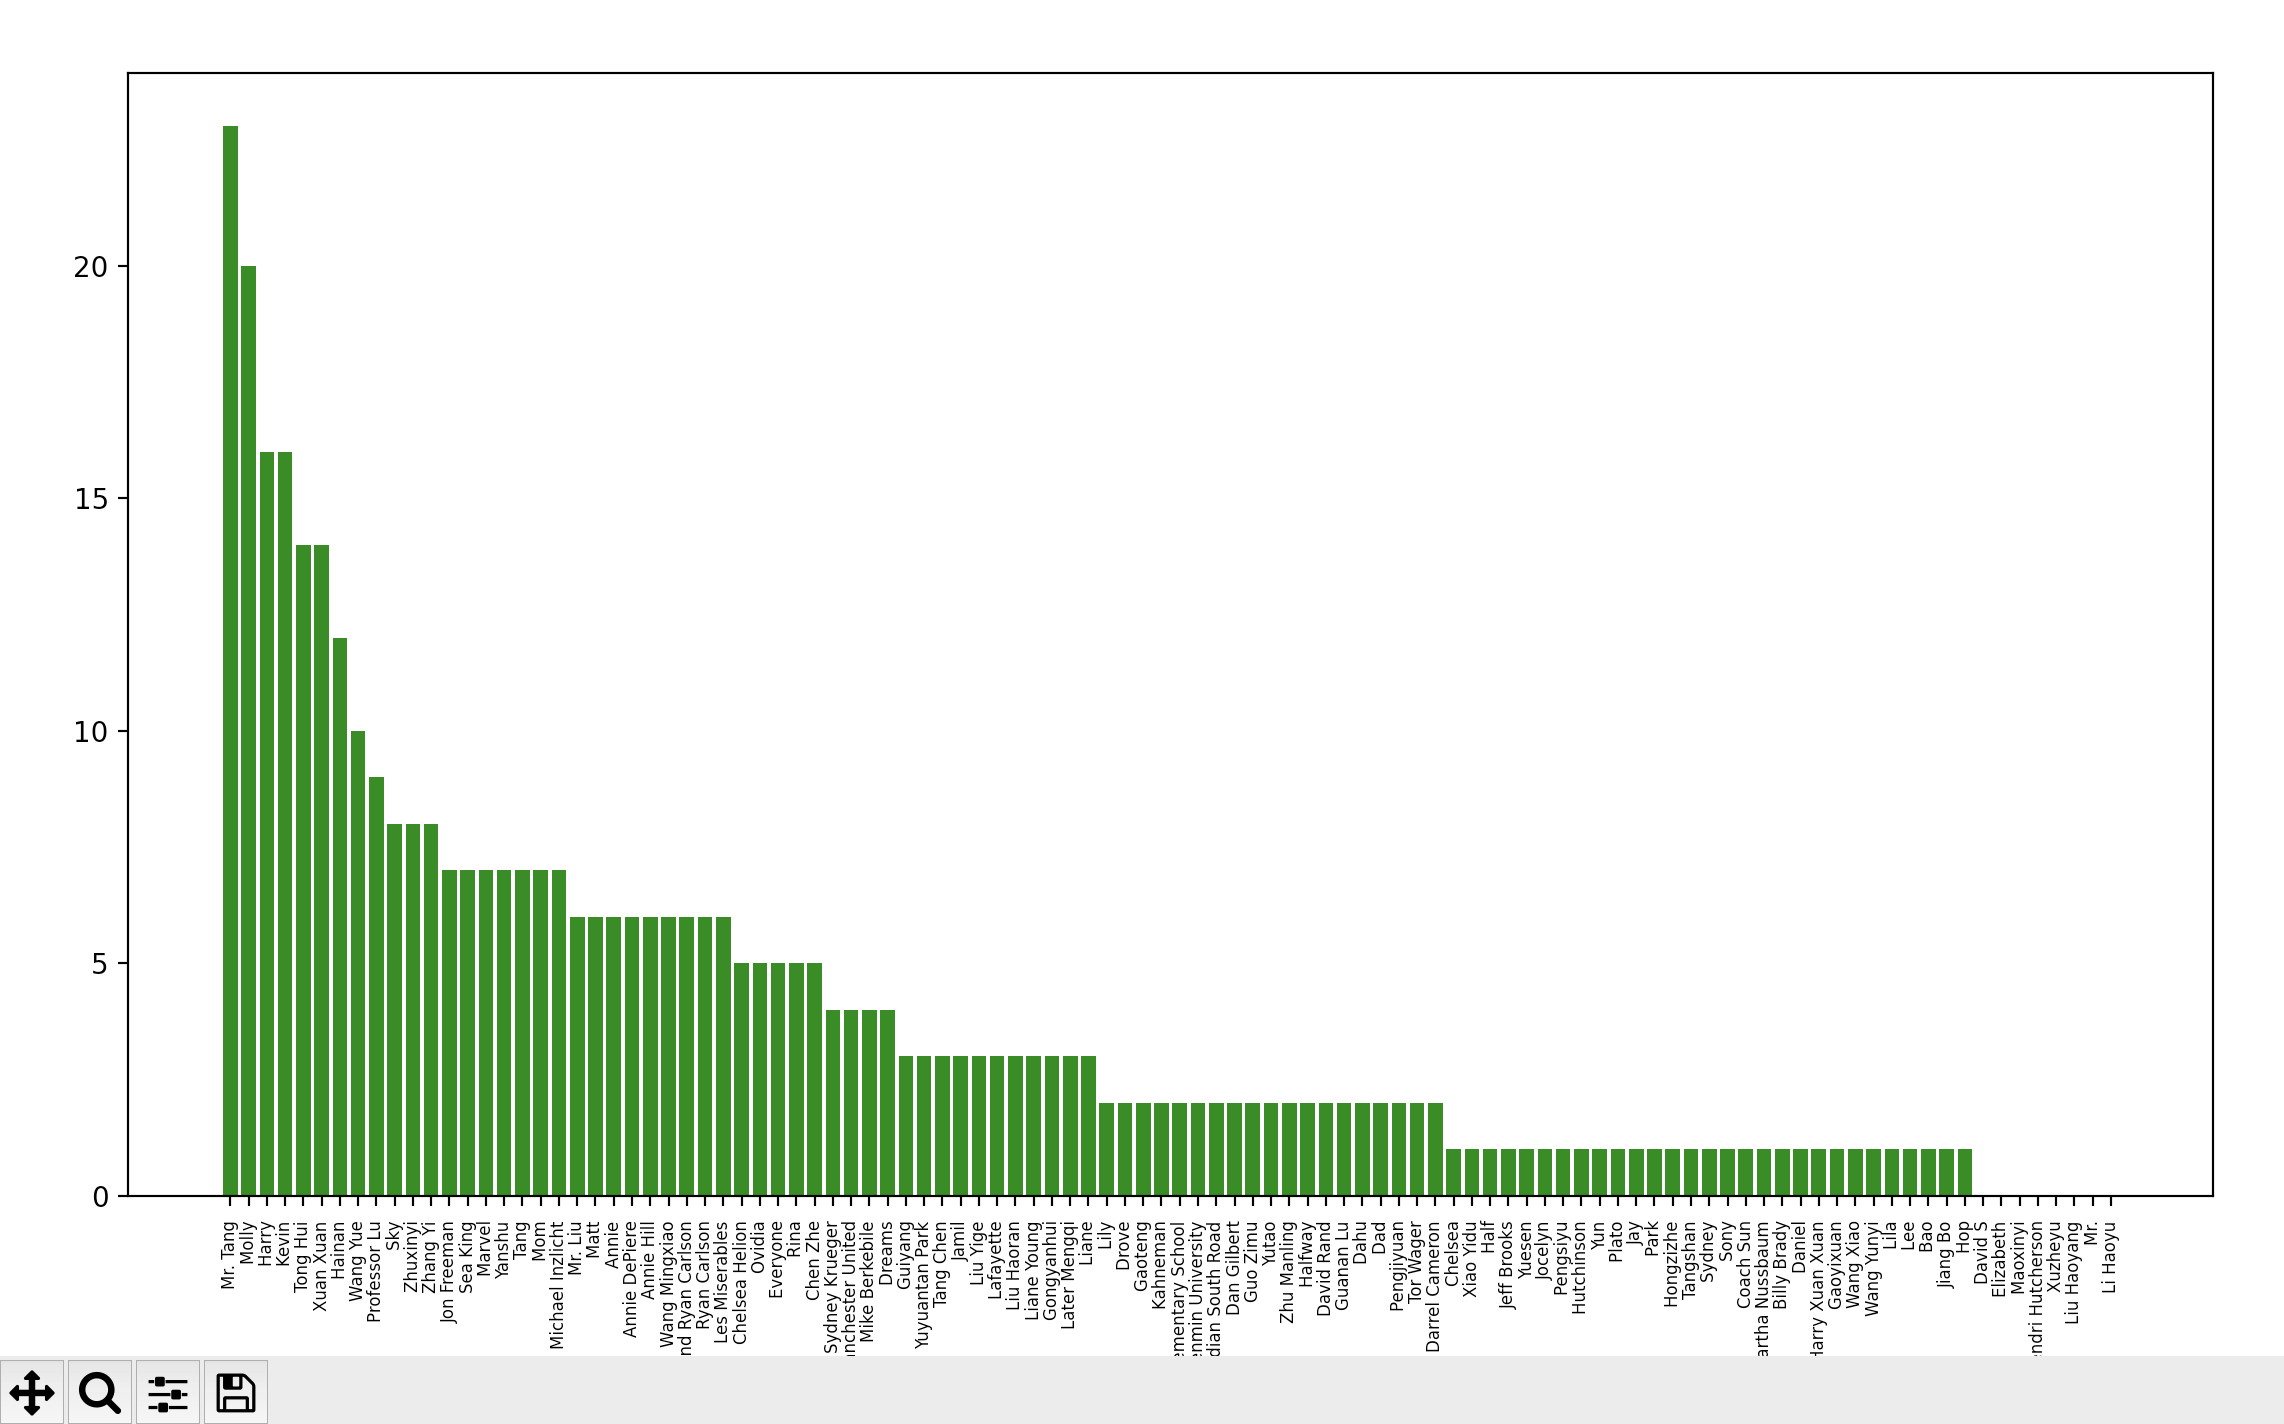 20
15
10
5
0
Mr. Tang
Molly
Harry
Kevin
Tong Hui
Xuan Xuan
Hainan
Wang Yue
Professor Lu
Sky
Zhuxinyi
Zhang Yi
Jon Freeman
Sea King
Marvel
Yanshu
Tang
Mom
Michael Inzlicht
Mr. Liu
Matt
Annie
Annie DePiere
Annie Hill
Wang Mingxiao
nd Ryan Carlson
Ryan Carlson
Les Miserables
Chelsea Helion
Ovidia
Everyone
Rina
Chen Zhe
Sydney Krueger
nchester United
Mike Berkebile
Dreams
Guiyang
Yuyuantan Park
Tang Chen
Jamil
Liu Yige
Lafayette
Liu Haoran
Liane Young
Gongyanhui
Later Mengqi
Liane
Lily
Drove
Gaoteng
Kahneman
ementary School
enmin University
dian South Road
Dan Gilbert
Guo Zimu
Yutao
Zhu Manling
Halfway
David Rand
Guanan Lu
Dahu
Dad
Pengjiyuan
Tor Wager
Darrel Cameron
Chelsea
Xiao Yidu
Half
Jeff Brooks
Yuesen
Jocelyn
Pengsiyu
Hutchinson
Yun
Plato
Jay
Park
Hongzizhe
Tangshan
Sydney
Sony
Coach Sun
artha Nussbaum
Billy Brady
Daniel
Harry Xuan Xuan
Gaoyixuan
Wang Xiao
Wang Yunyi
Lila
Lee
Bao
Jiang Bo
Hop
David S
Elizabeth
Maoxinyi
endri Hutcherson
Xuzheyu
Liu Haoyang
Mr.
Li Haoyu